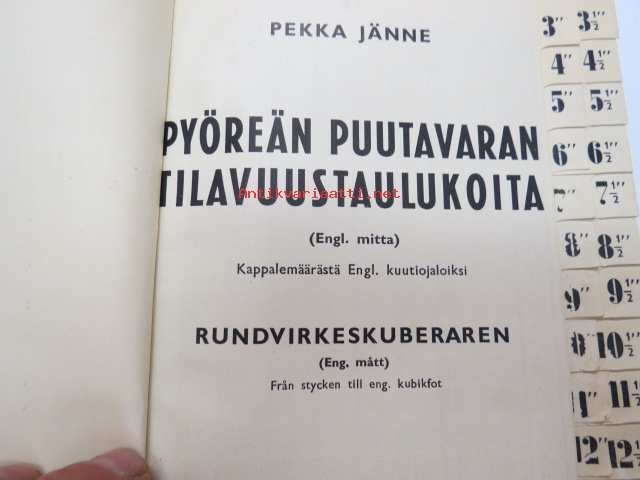 PEKKA JÄNNE
PYÖREÄN PUUTAVARAN
TILAVUUSTAULUKOITA
Antikvariaatti.net
(Engl. mitta)
Kappalemäärästä Engl. kuutiojaloiksi
RUNDVIRKESKUBERAREN
(Eng. mått)
Från stycken till eng. kubikfot
3" 3½"
4" 4½"
5" 5½"
6" 6½"
7" 7½"
8" 8½"
9" 9½"
10" 10½"
11" 11½"
12" 12½"